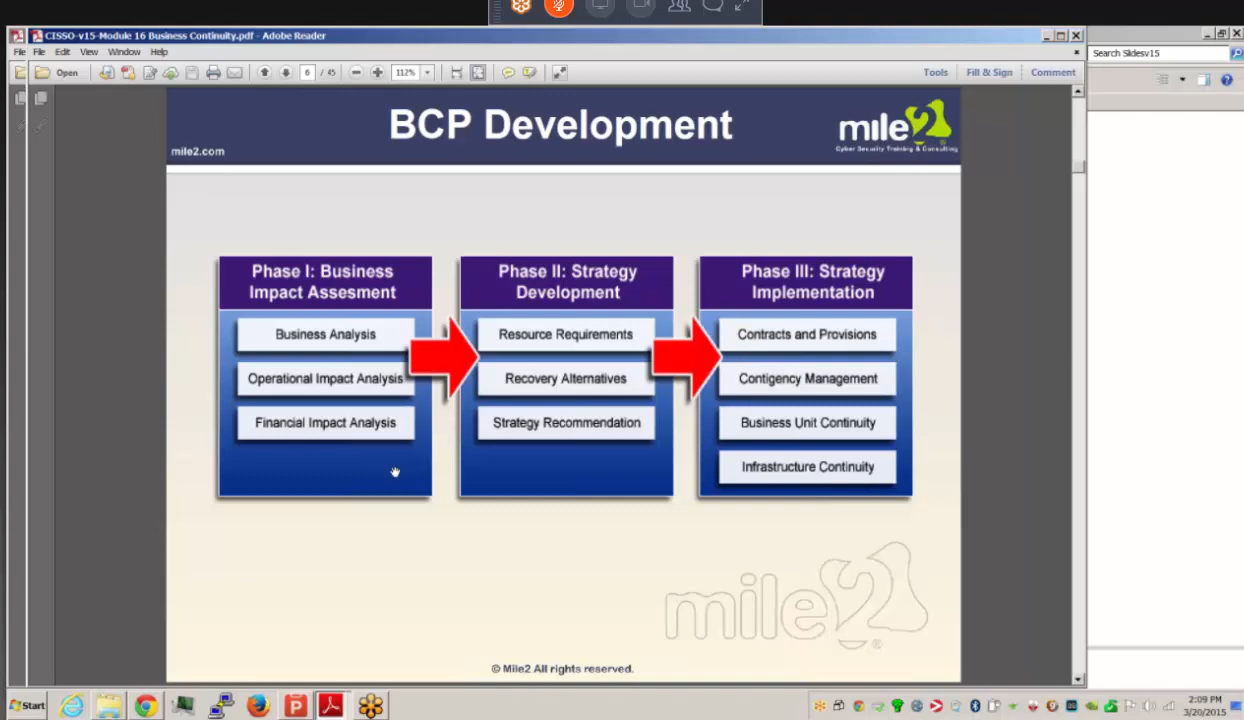 CISSO-v15-Module 16 Business Continuity.pdf - Adobe Reader
File File Edit View Window Help
Search Slidesv15
Open 6 / 45 112% Tools Fill & Sign Comment
BCP Development
mile2
Cyber Security Training & Consulting
mile2.com
Phase I: Business
Impact Assesment
Business Analysis
Operational Impact Analysis
Financial Impact Analysis
Phase II: Strategy
Development
Resource Requirements
Recovery Alternatives
Strategy Recommendation
Phase III: Strategy
Implementation
Contracts and Provisions
Contigency Management
Business Unit Continuity
Infrastructure Continuity
mile2®
© Mile2 All rights reserved.
Start
2:09 PM
3/20/2015